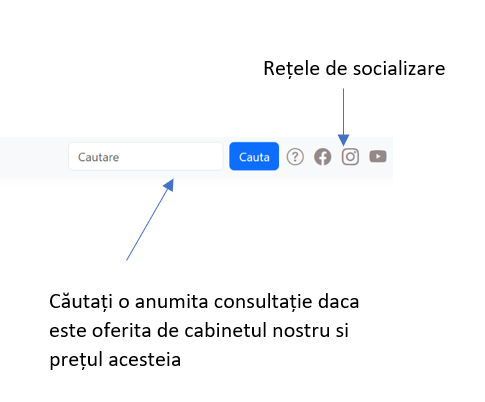 Rețele de socializare
Cautare
Cauta
Căutați o anumita consultație daca
este oferita de cabinetul nostru si
prețul acesteia